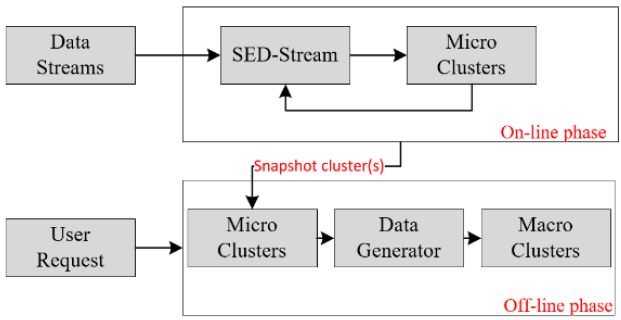 Data
Streams
SED-Stream
Micro
Clusters
On-line phase
Snapshot cluster(s)
User
Request
Micro
Clusters
Data
Generator
Macro
Clusters
Off-line phase